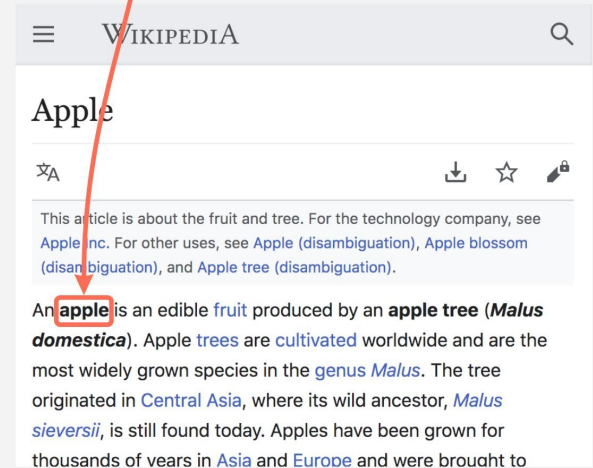 WIKIPEDIA
Apple
This article is about the fruit and tree. For the technology company, see
Apple Inc. For other uses, see Apple (disambiguation), Apple blossom
(disambiguation), and Apple tree (disambiguation).
An apple is an edible fruit produced by an apple tree (Malus
domestica). Apple trees are cultivated worldwide and are the
most widely grown species in the genus Malus. The tree
originated in Central Asia, where its wild ancestor, Malus
sieversii, is still found today. Apples have been grown for
thousands of years in Asia and Europe and were brought to